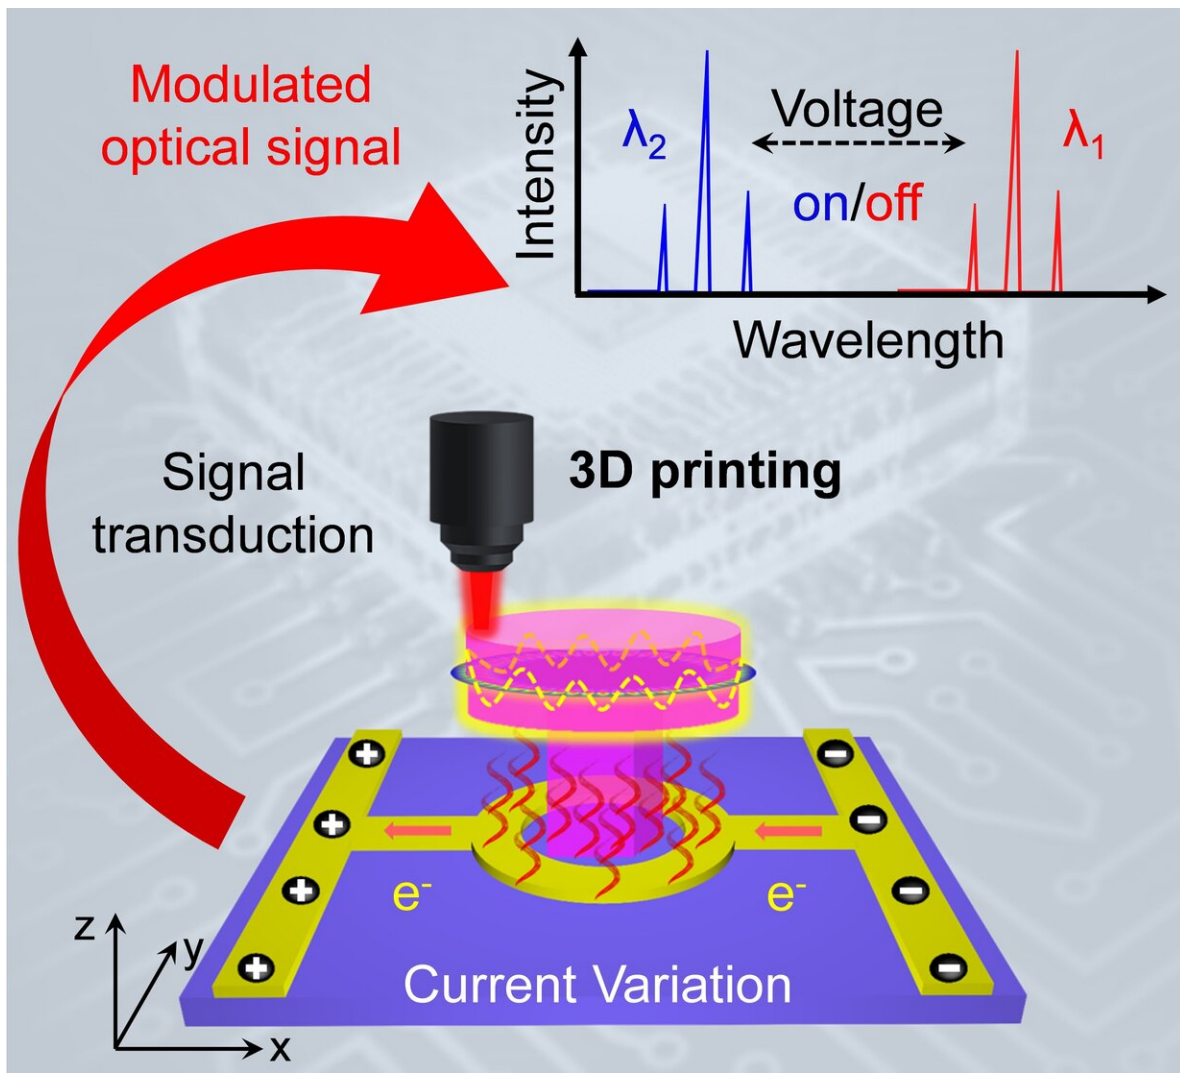 Modulated
optical signal
Intensity
λ2
Voltage
on/off
λ1
Wavelength
Signal
transduction
3D printing
+
+
+
+
−
−
−
−
e-
e-
Current Variation
z
y
x